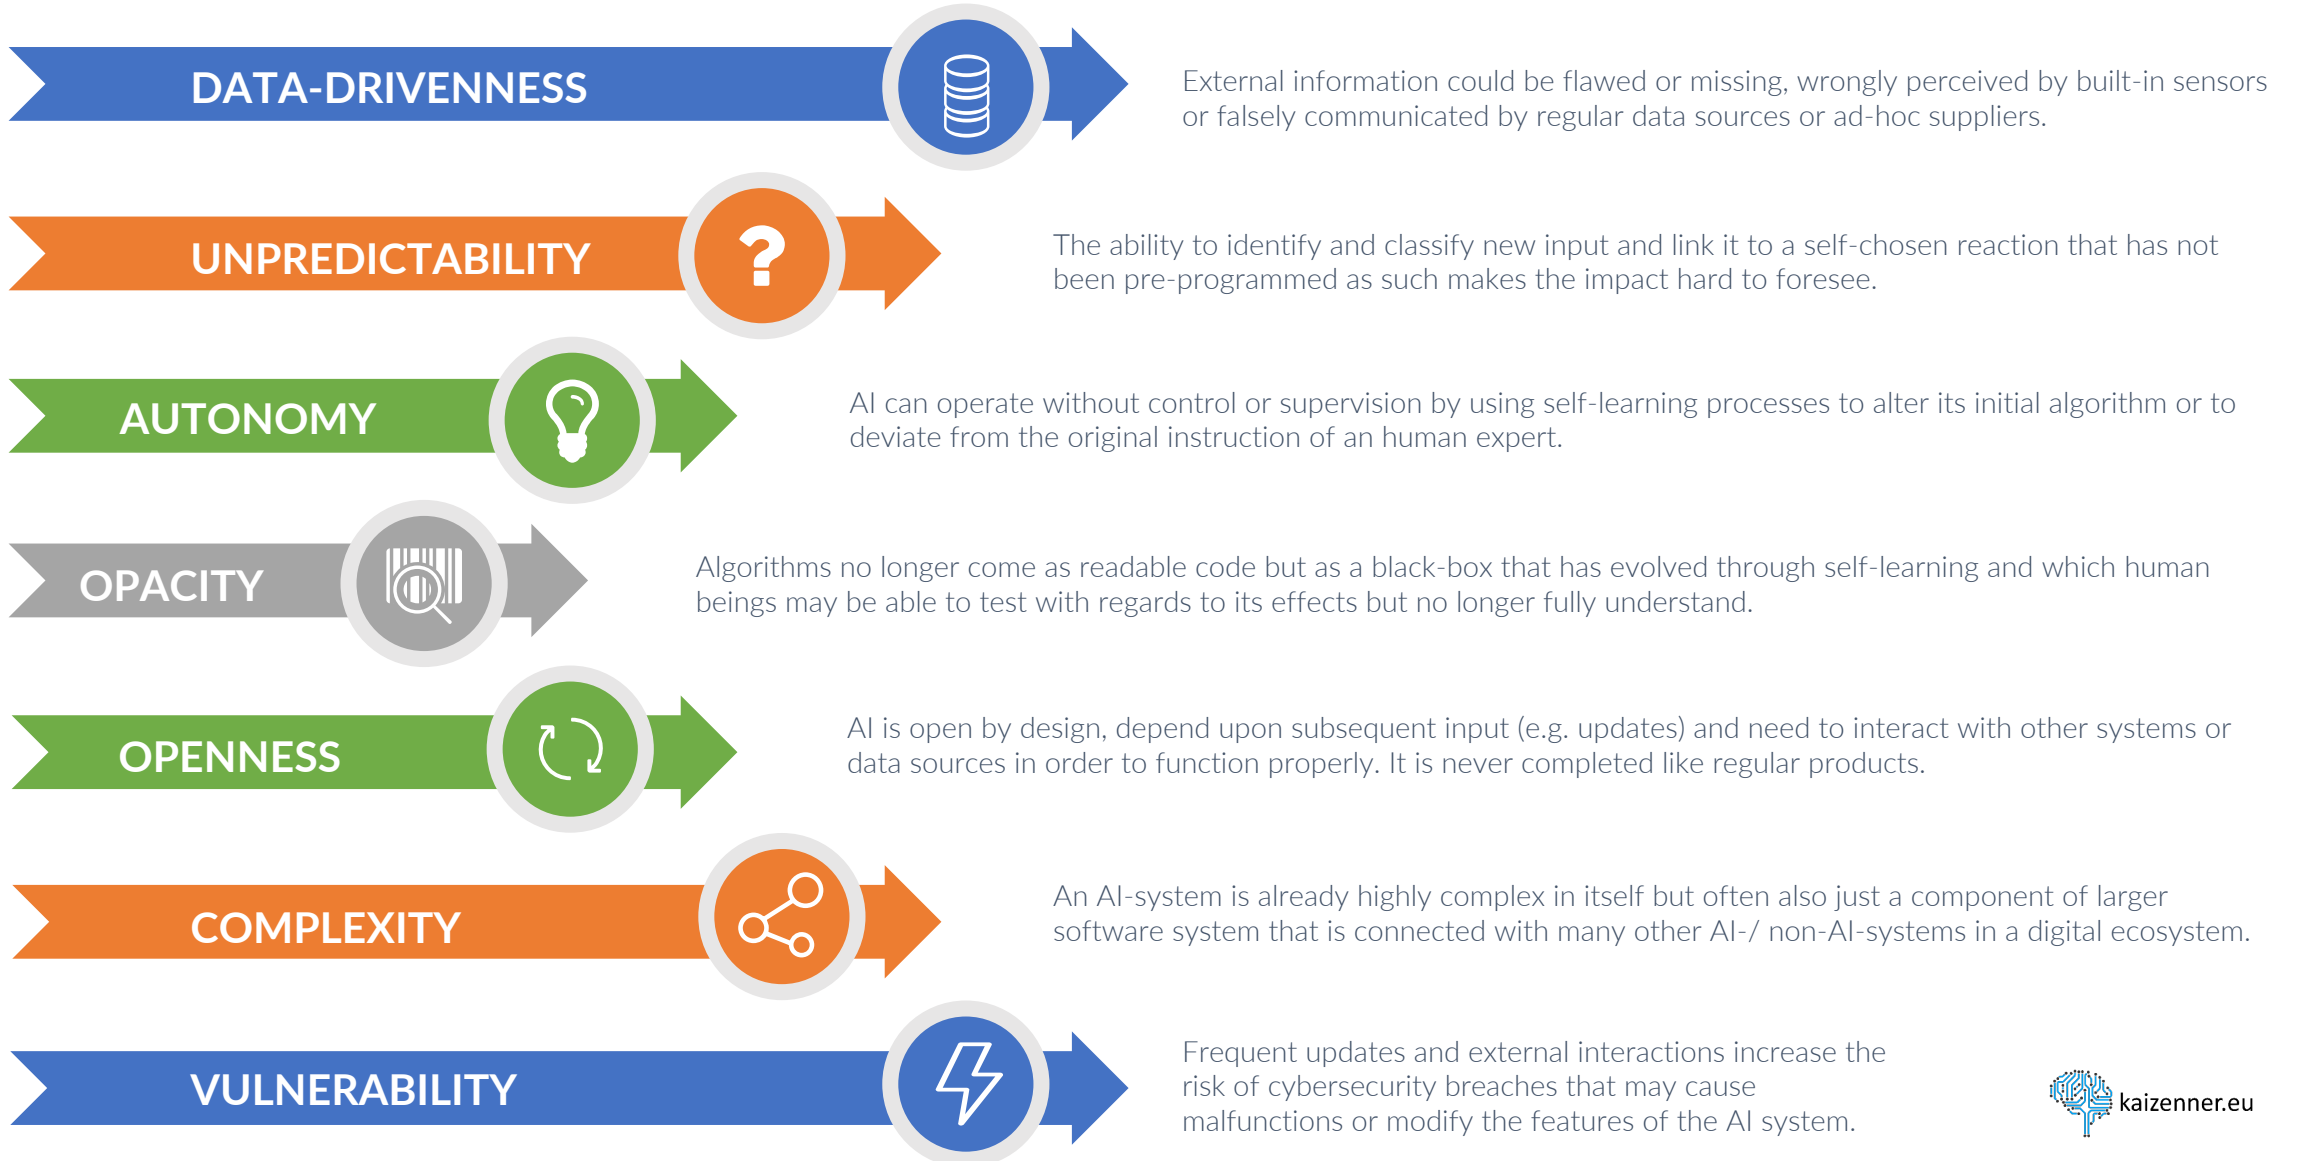 DATA-DRIVENNESS
External information could be flawed or missing, wrongly perceived by built-in sensors
or falsely communicated by regular data sources or ad-hoc suppliers.
?
UNPREDICTABILITY
The ability to identify and classify new input and link it to a self-chosen reaction that has not
been pre-programmed as such makes the impact hard to foresee.
AUTONOMY
AI can operate without control or supervision by using self-learning processes to alter its initial algorithm or to
deviate from the original instruction of an human expert.
OPACITY
Algorithms no longer come as readable code but as a black-box that has evolved through self-learning and which human
beings may be able to test with regards to its effects but no longer fully understand.
OPENNESS
AI is open by design, depend upon subsequent input (e.g. updates) and need to interact with other systems or
data sources in order to function properly. It is never completed like regular products.
COMPLEXITY
An AI-system is already highly complex in itself but often also just a component of larger
software system that is connected with many other AI-/ non-AI-systems in a digital ecosystem.
VULNERABILITY
Frequent updates and external interactions increase the
risk of cybersecurity breaches that may cause
malfunctions or modify the features of the AI system.
kaizenner.eu